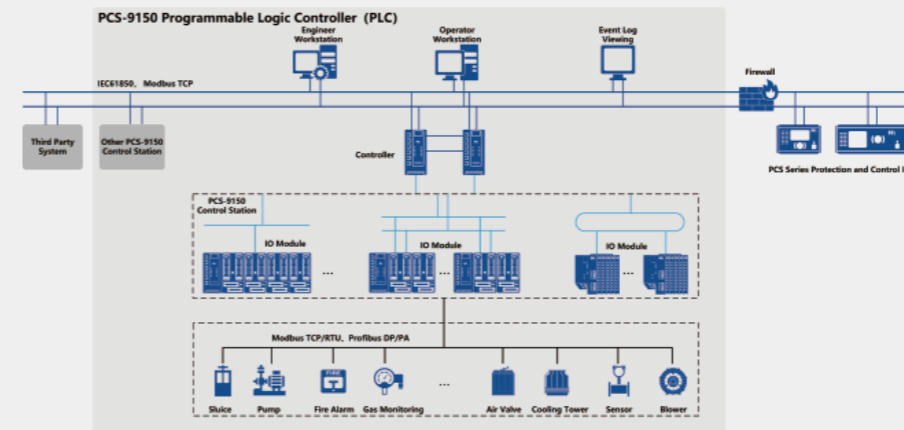 PCS-9150 Programmable Logic Controller (PLC)
Engineer
Workstation
Operator
Workstation
Event Log
Viewing
IEC61850、Modbus TCP
Firewall
Third Party
System
Other PCS-9150
Control Station
Controller
PCS Series Protection and Control
PCS-9150
Control Station
IO Module
IO Module
IO Module
...
...
...
Modbus TCP/RTU、Profibus DP/PA
FIRE
...
Sluice
Pump
Fire Alarm
Gas Monitoring
Air Valve
Cooling Tower
Sensor
Blower